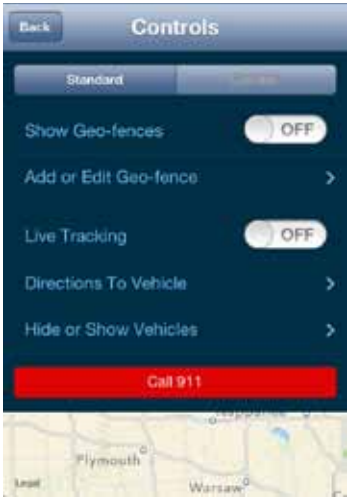 Back
Controls
Standard
Show Geo-fences
OFF
Add or Edit Geo-fence
Live Tracking
OFF
Directions To Vehicle
Hide or Show Vehicles
Call 911
Plymouth
Legal
Warsaw